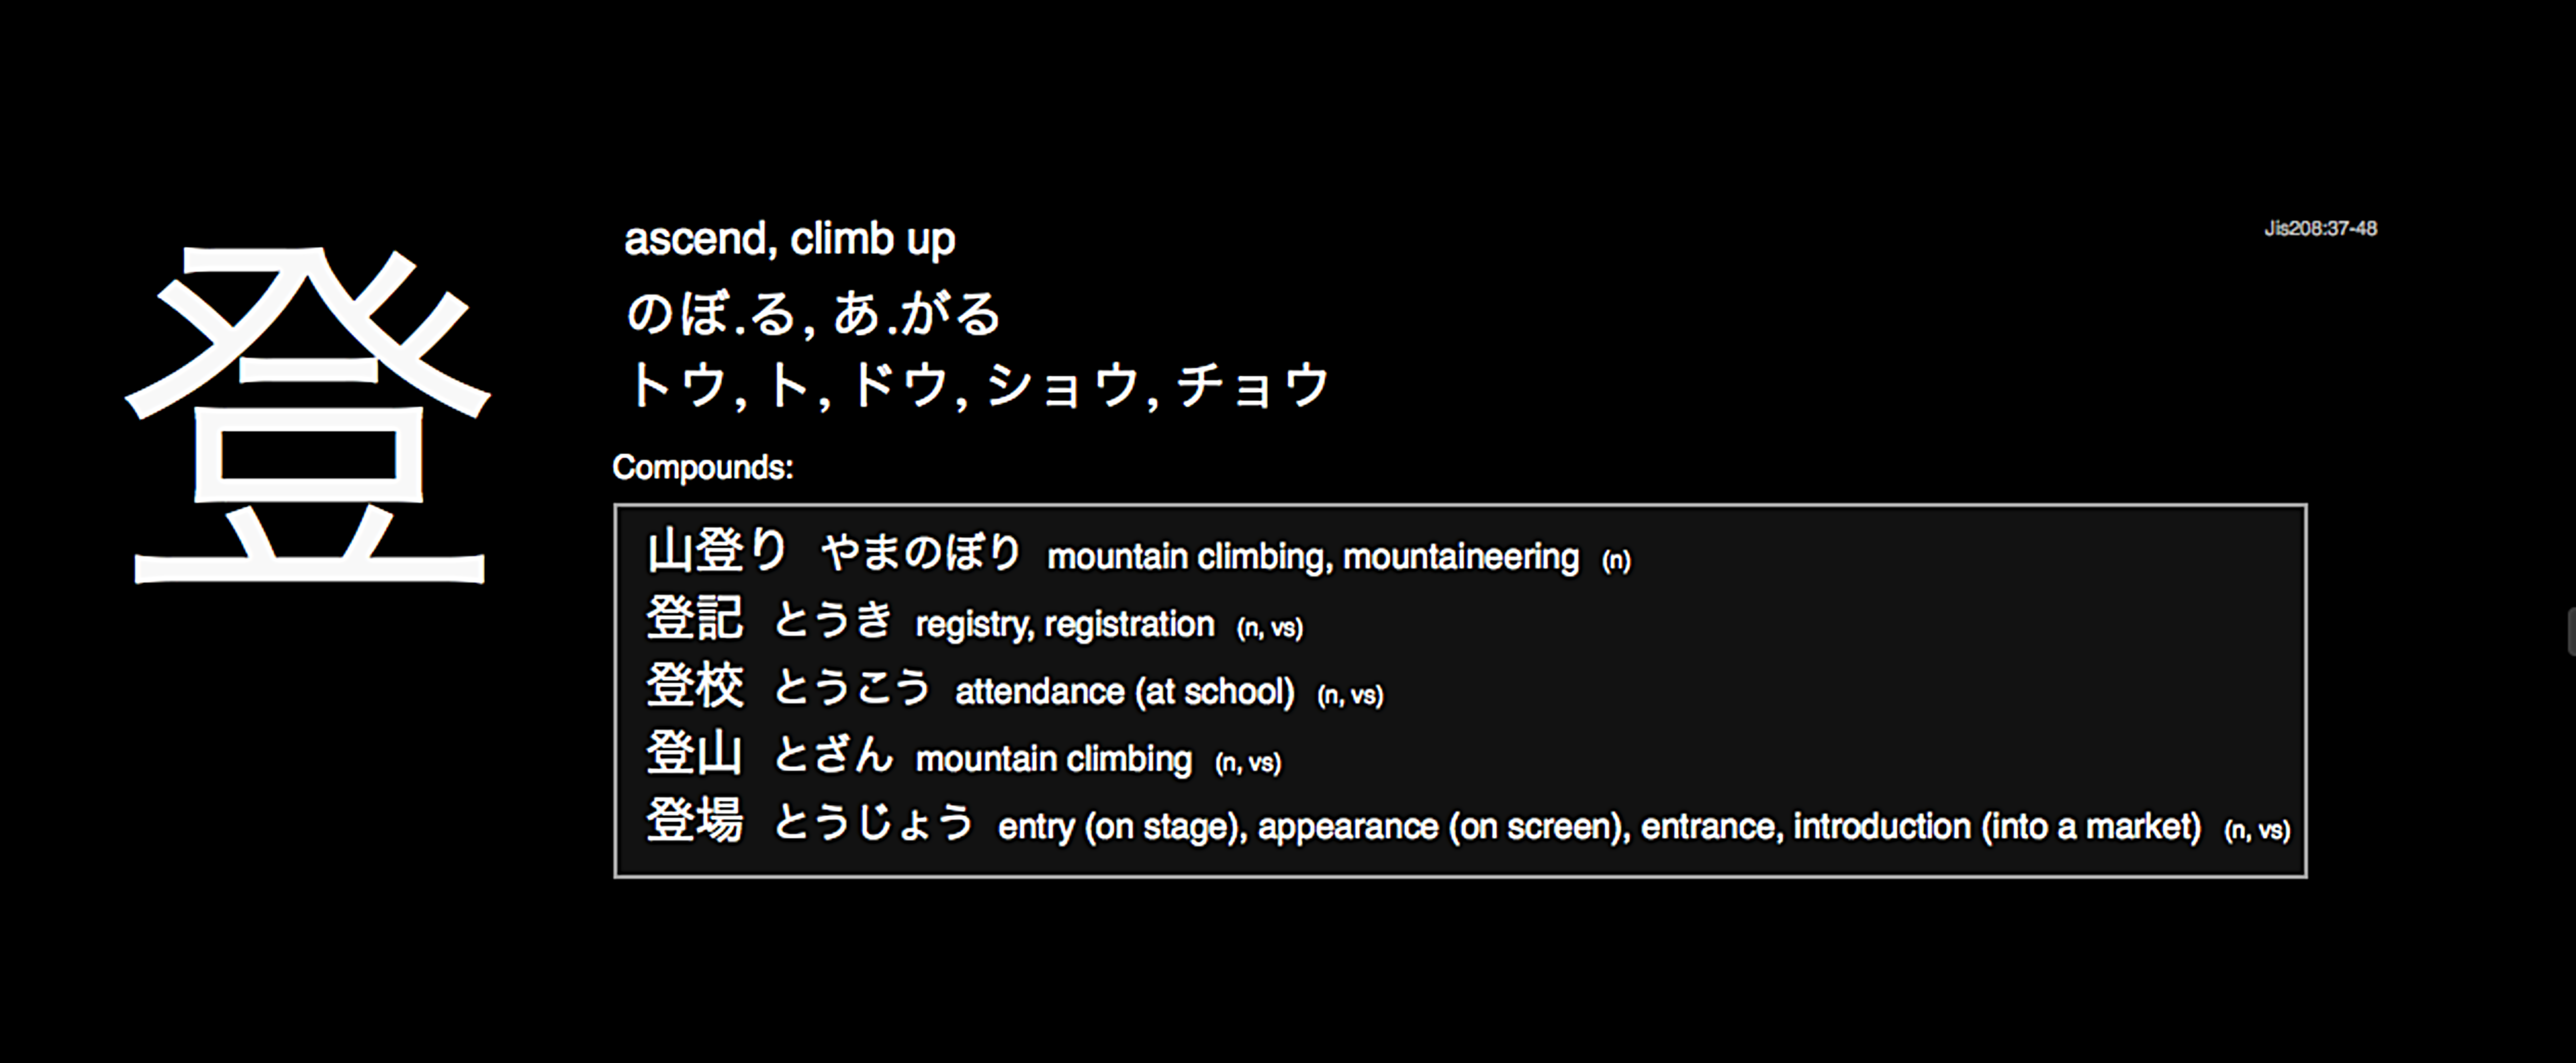 登
ascend, climb up
Jis208:37-48
のぼ.る, あ.がる
トウ, ト, ドウ, ショウ, チョウ
Compounds:
山登り やまのぼり mountain climbing, mountaineering (n)
登記 とうき registry, registration (n, vs)
登校 とうこう attendance (at school) (n, vs)
登山 とざん mountain climbing (n, vs)
登場 とうじょう entry (on stage), appearance (on screen), entrance, introduction (into a market) (n, vs)